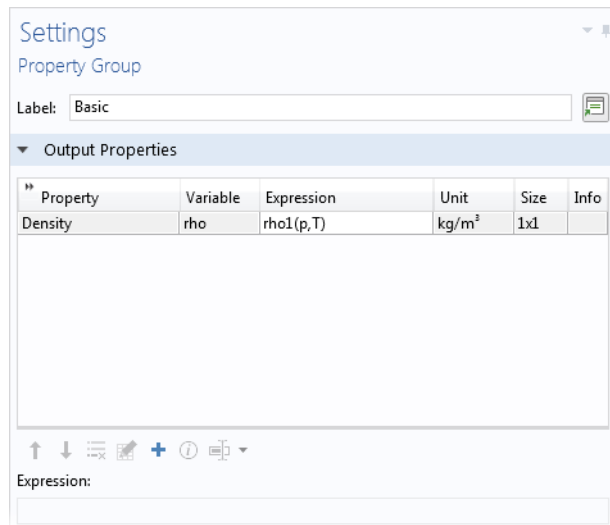 Settings
Property Group
Label: Basic
Output Properties
Property Variable Expression Unit Size Info
Density rho rho1(p,T) kg/m³ 1x1
Expression: